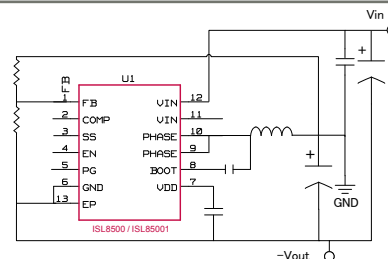 Vin
U1
FB
1 FB VIN 12
2 COMP VIN 11
3 SS PHASE 10
4 EN PHASE 9
5 PG BOOT 8
6 GND VDD 7
13 EP
ISL8500 / ISL85001
+
+
GND
-Vout